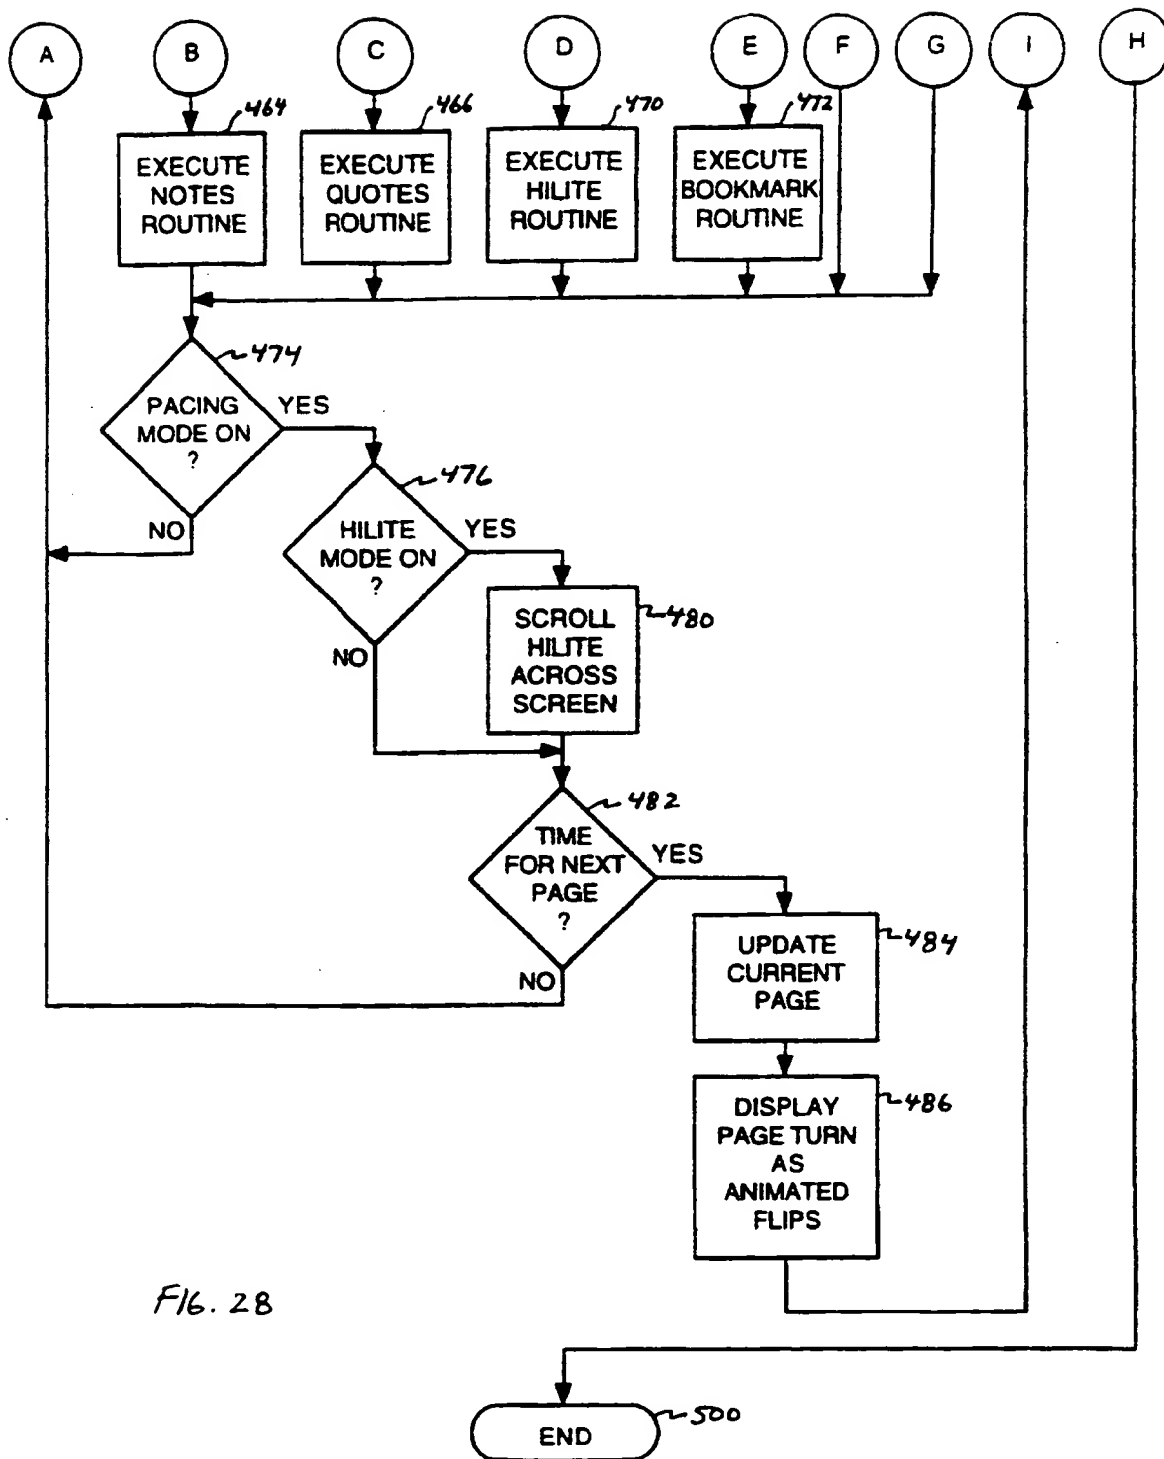 A B C D E F G I H
464 466 470 472
EXECUTE
NOTES
ROUTINE
EXECUTE
QUOTES
ROUTINE
EXECUTE
HILITE
ROUTINE
EXECUTE
BOOKMARK
ROUTINE
474
PACING
MODE ON
?
YES
NO
476
HILITE
MODE ON
?
YES
NO
480
SCROLL
HILITE
ACROSS
SCREEN
482
TIME
FOR NEXT
PAGE
?
YES
NO
484
UPDATE
CURRENT
PAGE
486
DISPLAY
PAGE TURN
AS
ANIMATED
FLIPS
FIG. 28
500
END